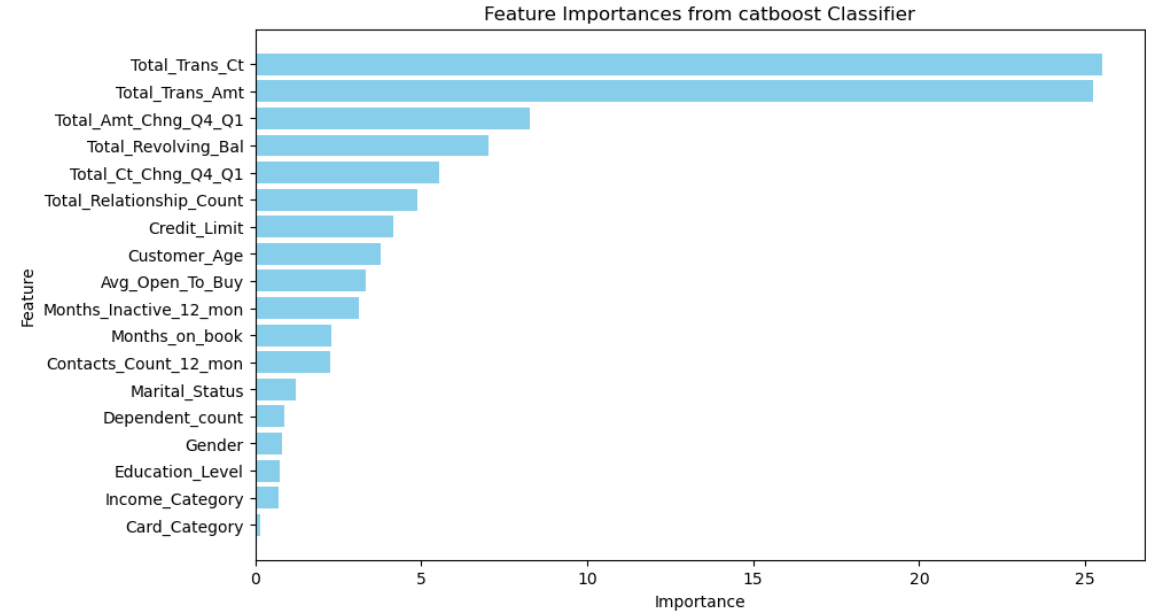 Feature Importances from catboost Classifier
Total_Trans_Ct
Total_Trans_Amt
Total_Amt_Chng_Q4_Q1
Total_Revolving_Bal
Total_Ct_Chng_Q4_Q1
Total_Relationship_Count
Credit_Limit
Customer_Age
Avg_Open_To_Buy
Months_Inactive_12_mon
Months_on_book
Contacts_Count_12_mon
Marital_Status
Dependent_count
Gender
Education_Level
Income_Category
Card_Category
Feature
0 5 10 15 20 25
Importance